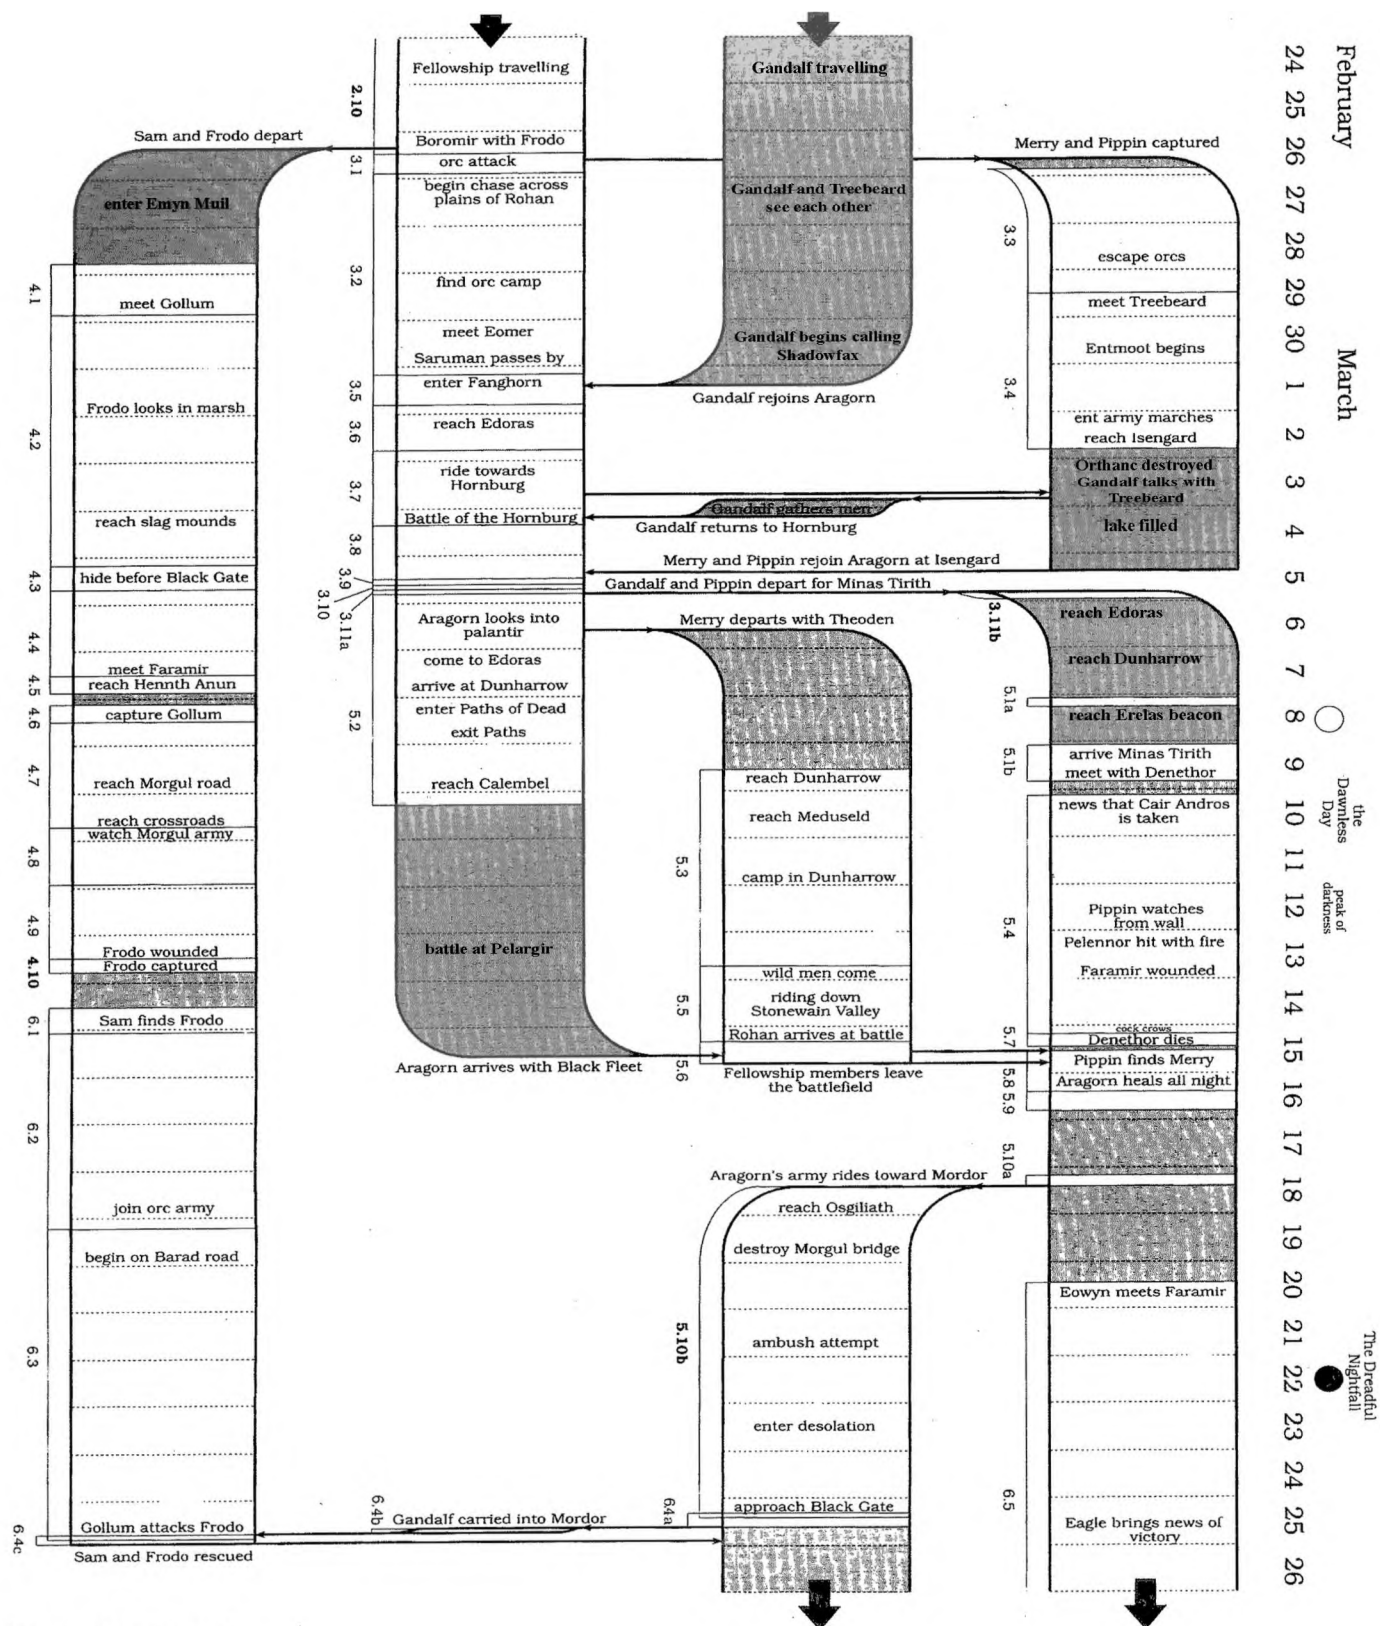 February
24
25
26
27
28
29
30
March
1
2
3
4
5
6
7
8
9
10
11
12
13
14
15
16
17
18
19
20
21
22
23
24
25
26
the
Dawnless
Day
peak of
darkness
The Dreadful
Nightfall
Sam and Frodo depart
enter Emyn Muil
4.1
meet Gollum
4.2
Frodo looks in marsh
reach slag mounds
4.3
hide before Black Gate
4.4
meet Faramir
4.5
reach Hennth Anun
4.6
capture Gollum
4.7
reach Morgul road
reach crossroads
watch Morgul army
4.8
4.9
Frodo wounded
4.10
Frodo captured
6.1
Sam finds Frodo
6.2
join orc army
begin on Barad road
6.3
Gollum attacks Frodo
6.4c
Sam and Frodo rescued
2.10
Fellowship travelling
Boromir with Frodo
3.1
orc attack
begin chase across
plains of Rohan
3.2
find orc camp
meet Eomer
Saruman passes by
3.5
enter Fanghorn
3.6
reach Edoras
3.7
ride towards
Hornburg
Battle of the Hornburg
3.8
3.9
3.10
3.11a
Aragorn looks into
palantir
come to Edoras
arrive at Dunharrow
5.2
enter Paths of Dead
exit Paths
reach Calembel
battle at Pelargir
Aragorn arrives with Black Fleet
Gandalf travelling
Gandalf and Treebeard
see each other
Gandalf begins calling
Shadowfax
Gandalf rejoins Aragorn
Gandalf gathers men
Gandalf returns to Hornburg
Merry and Pippin rejoin Aragorn at Isengard
Gandalf and Pippin depart for Minas Tirith
Merry departs with Theoden
reach Dunharrow
reach Meduseld
5.3
camp in Dunharrow
wild men come
5.5
riding down
Stonewain Valley
Rohan arrives at battle
5.6
Fellowship members leave
the battlefield
Aragorn's army rides toward Mordor
reach Osgiliath
destroy Morgul bridge
5.10b
ambush attempt
enter desolation
approach Black Gate
6.4a
6.4b
Gandalf carried into Mordor
Merry and Pippin captured
3.3
escape orcs
meet Treebeard
Entmoot begins
3.4
ent army marches
reach Isengard
Orthanc destroyed
Gandalf talks with
Treebeard
lake filled
3.11b
reach Edoras
reach Dunharrow
5.1a
reach Erelas beacon
5.1b
arrive Minas Tirith
meet with Denethor
news that Cair Andros
is taken
5.4
Pippin watches
from wall
Pelennor hit with fire
Faramir wounded
cock crows
5.7
Denethor dies
Pippin finds Merry
5.8
Aragorn heals all night
5.9
5.10a
Eowyn meets Faramir
6.5
Eagle brings news of
victory